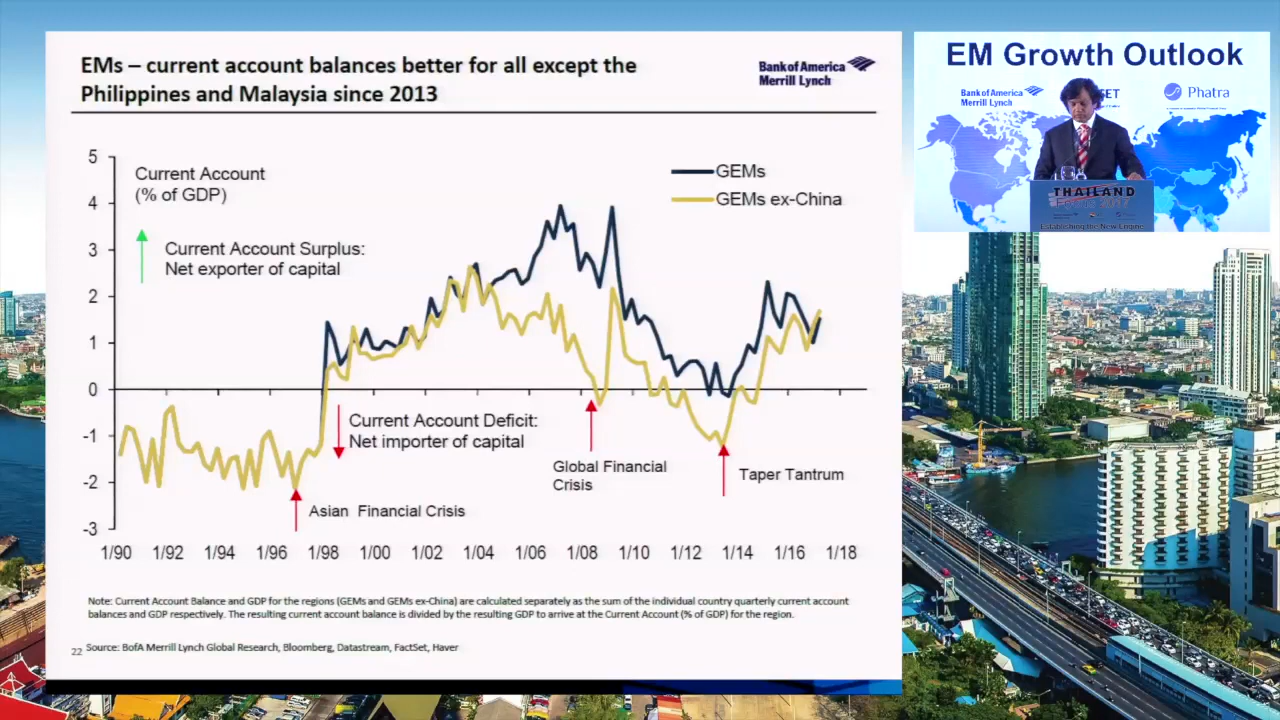 EMs – current account balances better for all except the
Philippines and Malaysia since 2013
Bank of America
Merrill Lynch
5
4
3
2
1
0
-1
-2
-3
Current Account
(% of GDP)
Current Account Surplus:
Net exporter of capital
GEMs
GEMs ex-China
Current Account Deficit:
Net importer of capital
Global Financial
Crisis
Taper Tantrum
Asian Financial Crisis
1/90 1/92 1/94 1/96 1/98 1/00 1/02 1/04 1/06 1/08 1/10 1/12 1/14 1/16 1/18
Note: Current Account Balance and GDP for the regions (GEMs and GEMs ex-China) are calculated separately as the sum of the individual country quarterly current account
balances and GDP respectively. The resulting current account balance is divided by the resulting GDP to arrive at the Current Account (% of GDP) for the region.
22 Source: BofA Merrill Lynch Global Research, Bloomberg, Datastream, FactSet, Haver
EM Growth Outlook
Bank of America
Merrill Lynch
SET
Phatra
THAILAND
Focus 2017
Establishing the New Engine